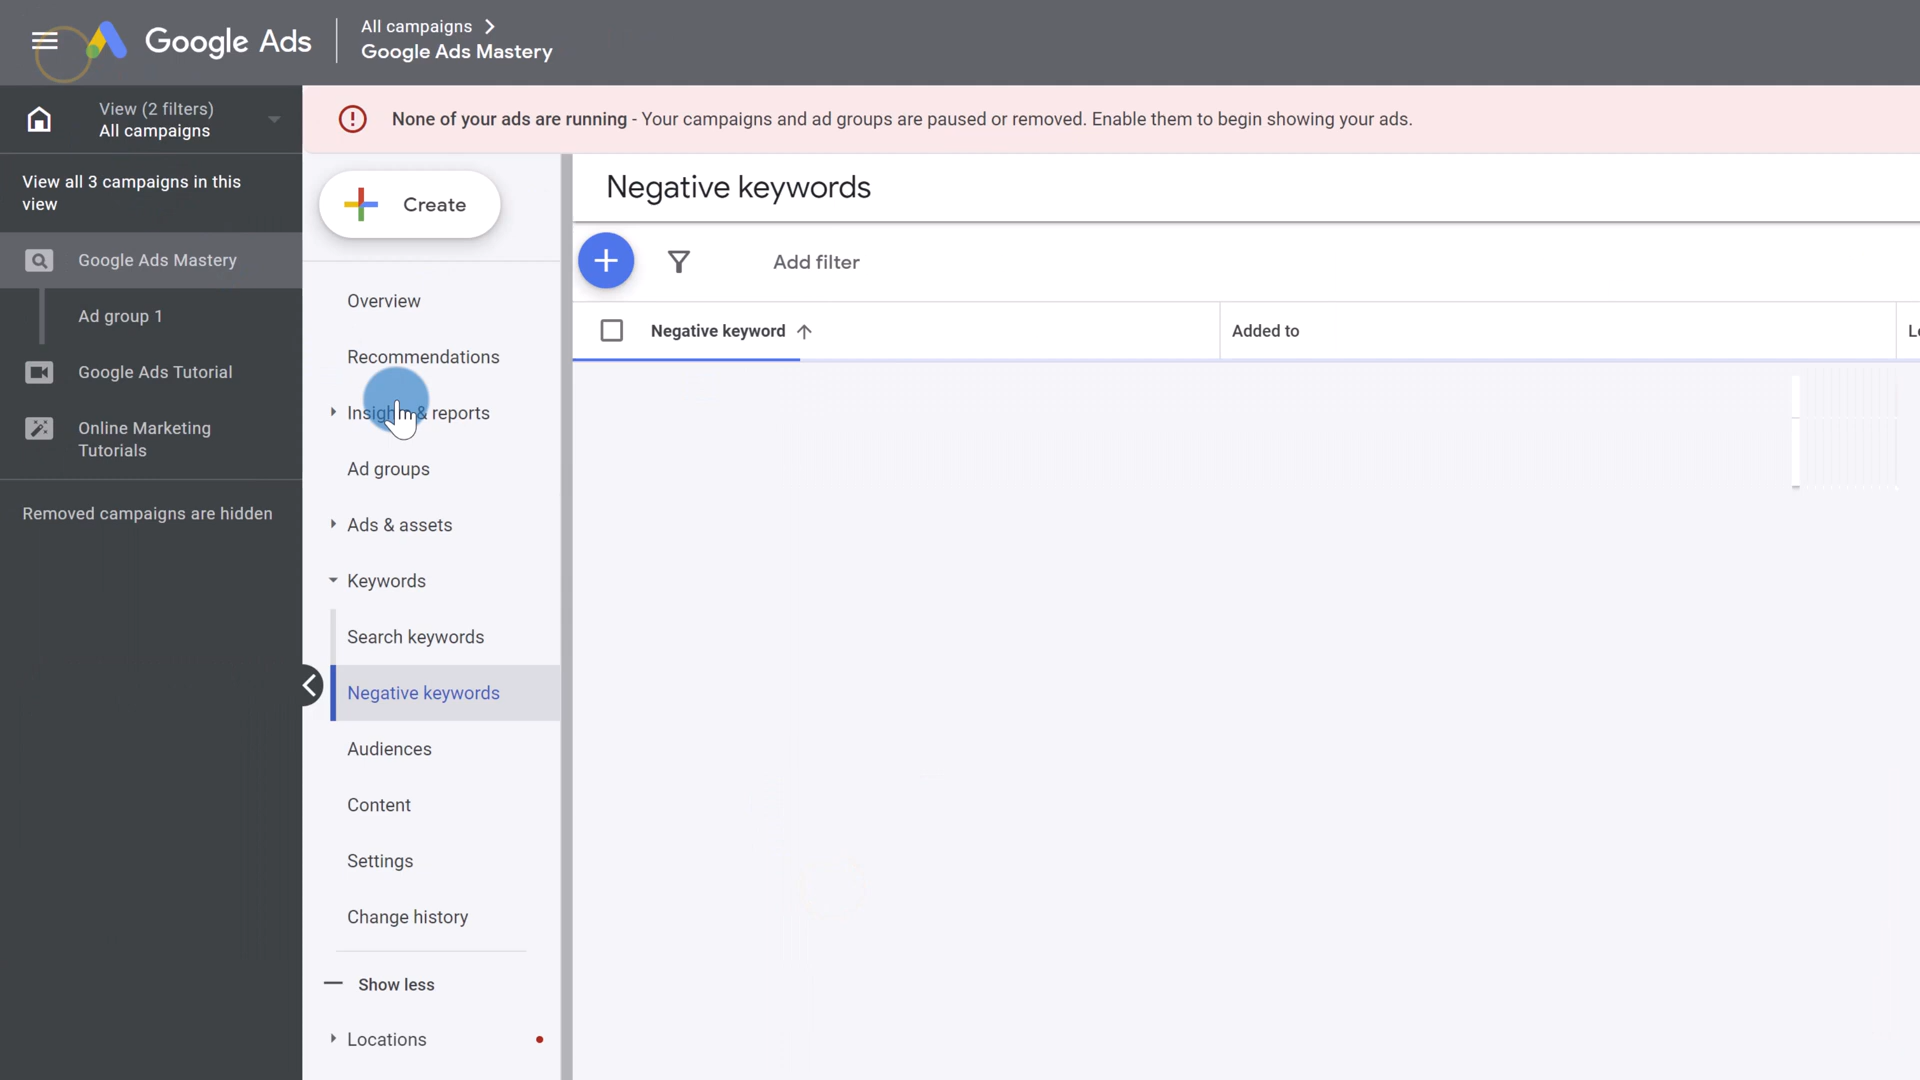 Google Ads
All campaigns
Google Ads Mastery
View (2 filters)
All campaigns
None of your ads are running - Your campaigns and ad groups are paused or removed. Enable them to begin showing your ads.
View all 3 campaigns in this
view
Google Ads Mastery
Ad group 1
Google Ads Tutorial
Online Marketing
Tutorials
Removed campaigns are hidden
Create
Overview
Recommendations
& reports
Ad groups
Ads & assets
Keywords
Search keywords
Negative keywords
Audiences
Content
Settings
Change history
Show less
Locations
Negative keywords
Add filter
Negative keyword
Added to